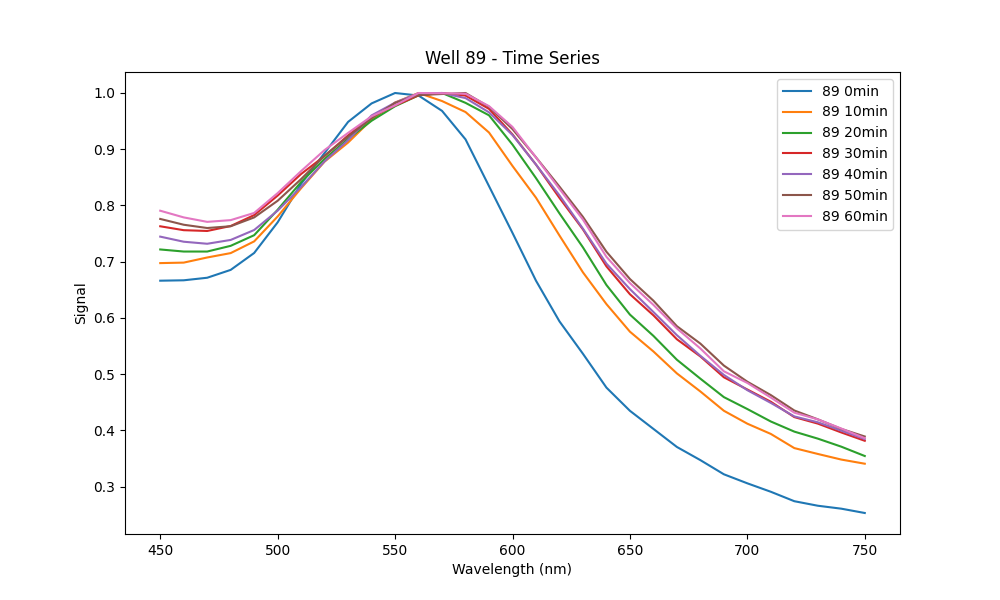 Well 89 - Time Series
1.0
0.9
0.8
0.7
0.6
0.5
0.4
0.3
Signal
89 0min
89 10min
89 20min
89 30min
89 40min
89 50min
89 60min
450 500 550 600 650 700 750
Wavelength (nm)